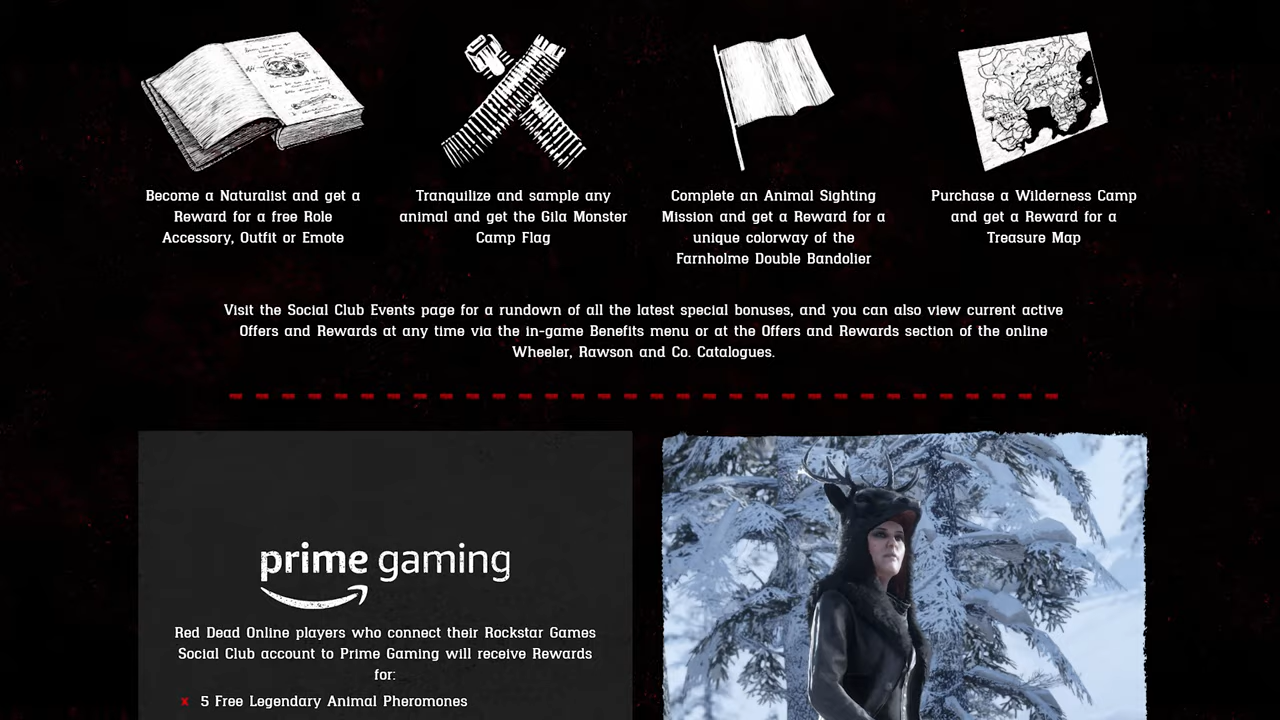 Become a Naturalist and get a
Reward for a free Role
Accessory, Outfit or Emote
Tranquilize and sample any
animal and get the Gila Monster
Camp Flag
Complete an Animal Sighting
Mission and get a Reward for a
unique colorway of the
Farnholme Double Bandolier
Purchase a Wilderness Camp
and get a Reward for a
Treasure Map
Visit the Social Club Events page for a rundown of all the latest special bonuses, and you can also view current active
Offers and Rewards at any time via the in-game Benefits menu or at the Offers and Rewards section of the online
Wheeler, Rawson and Co. Catalogues.
prime gaming
Red Dead Online players who connect their Rockstar Games
Social Club account to Prime Gaming will receive Rewards
for:
x 5 Free Legendary Animal Pheromones